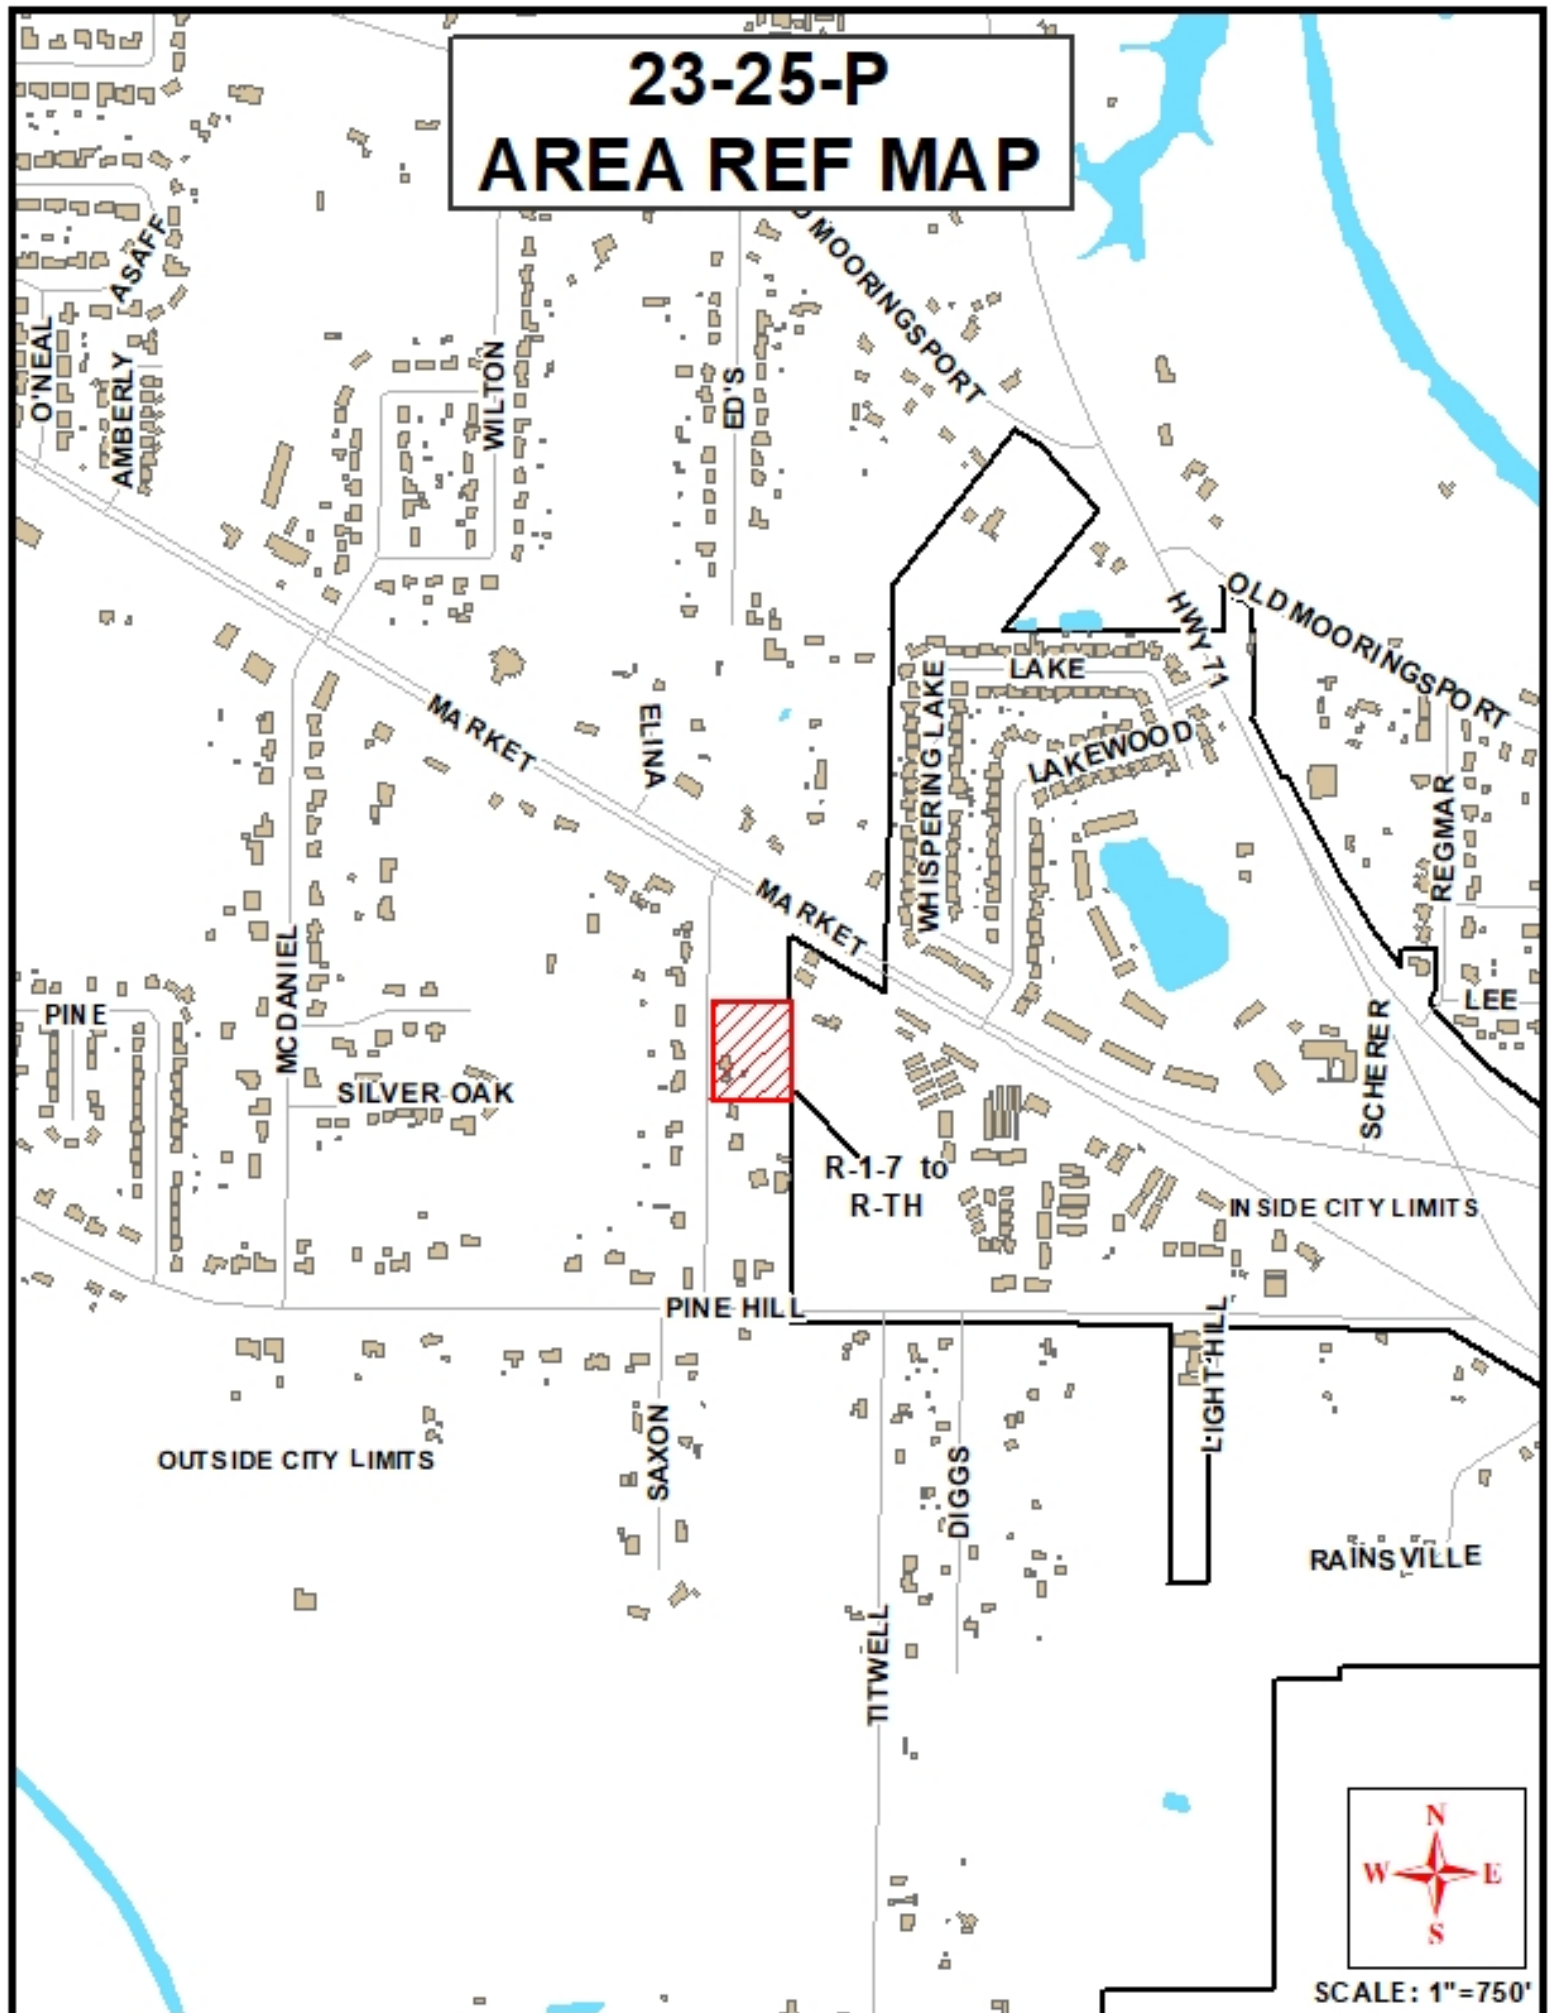 23-25-P
AREA REF MAP
ASAFF
O'NEAL
AMBERLY
WILTON
ED'S
MOORINGSPORT
OLD MOORINGSPORT
HWY 71
LAKE
WHISPERING LAKE
LAKEWOOD
MARKET
ELINA
REGMAR
MARKET
MCDANIEL
PINE
LEE
SCHERER
SILVER OAK
R-1-7 to
R-TH
INSIDE CITY LIMITS
PINE HILL
LIGHT HILL
SAXON
DIGGS
OUTSIDE CITY LIMITS
RAINSVILLE
TITWELL
N
W
E
S
SCALE: 1"=750'